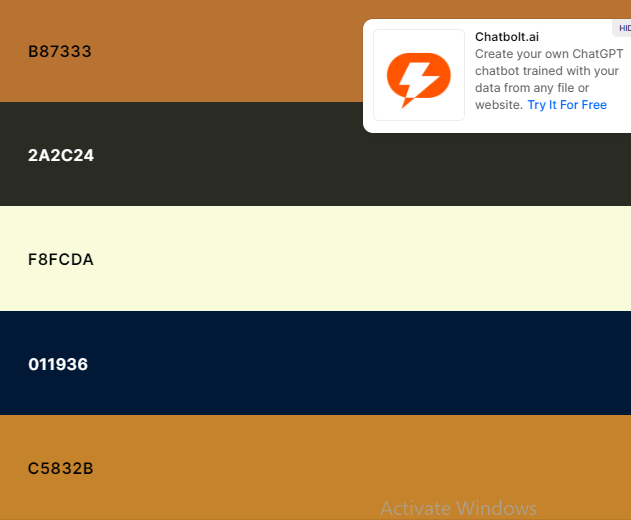 B87333
HID
Chatbolt.ai
Create your own ChatGPT
chatbot trained with your
data from any file or
website. Try It For Free
2A2C24
F8FCDA
011936
C5832B
Activate Windows